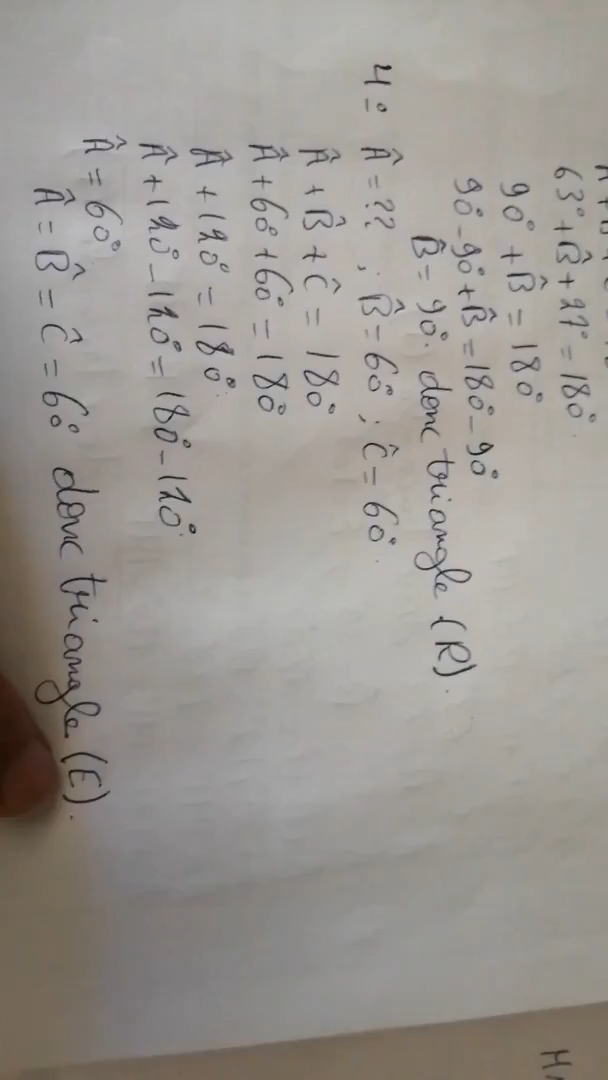 63° + B̂ + 27° = 180°.
90° + B̂ = 180°
90° - 90° + B̂ = 180° - 90°
B̂ = 90°. donc triangle (R).
4° Â = ?? ; B̂ = 60° ; Ĉ = 60°.
Â + B̂ + Ĉ = 180°
Â + 60° + 60° = 180°
Â + 120° = 180°.
Â + 120° - 120° = 180° - 120°.
Â = 60°.
Â = B̂ = Ĉ = 60° donc triangle (E).